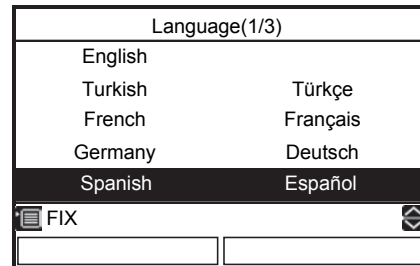 Language(1/3)
English
Turkish Türkçe
French Français
Germany Deutsch
Spanish Español
FIX